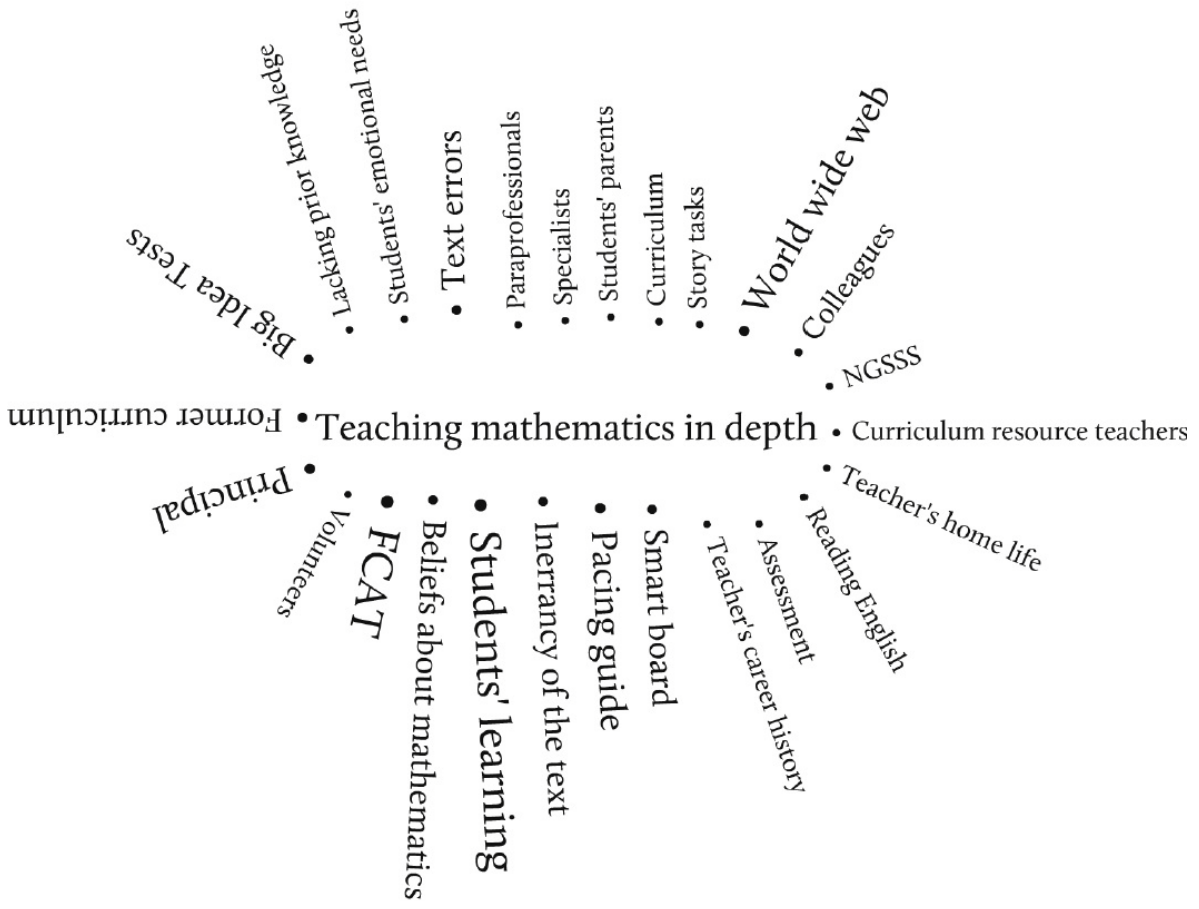 Lacking prior knowledge
Students' emotional needs
Text errors
Paraprofessionals
Specialists
Students' parents
Curriculum
Story tasks
World wide web
Colleagues
NGSSS
Curriculum resource teachers
Teacher's home life
Reading English
Assessment
Teacher's career history
Smart board
Pacing guide
Inerrancy of the text
Students' learning
Beliefs about mathematics
FCAT
Volunteers
Principal
Former curriculum
Big Idea Tests
Teaching mathematics in depth